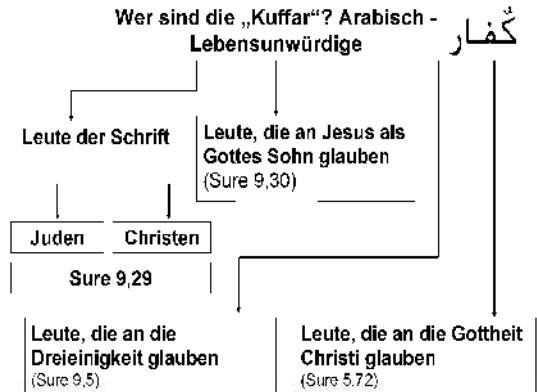 Wer sind die „Kuffar“? Arabisch -
Lebensunwürdige
كُفّار
Leute der Schrift
Leute, die an Jesus als
Gottes Sohn glauben
(Sure 9,30)
Juden
Christen
Sure 9,29
Leute, die an die
Dreieinigkeit glauben
(Sure 9,5)
Leute, die an die Gottheit
Christi glauben
(Sure 5.72)